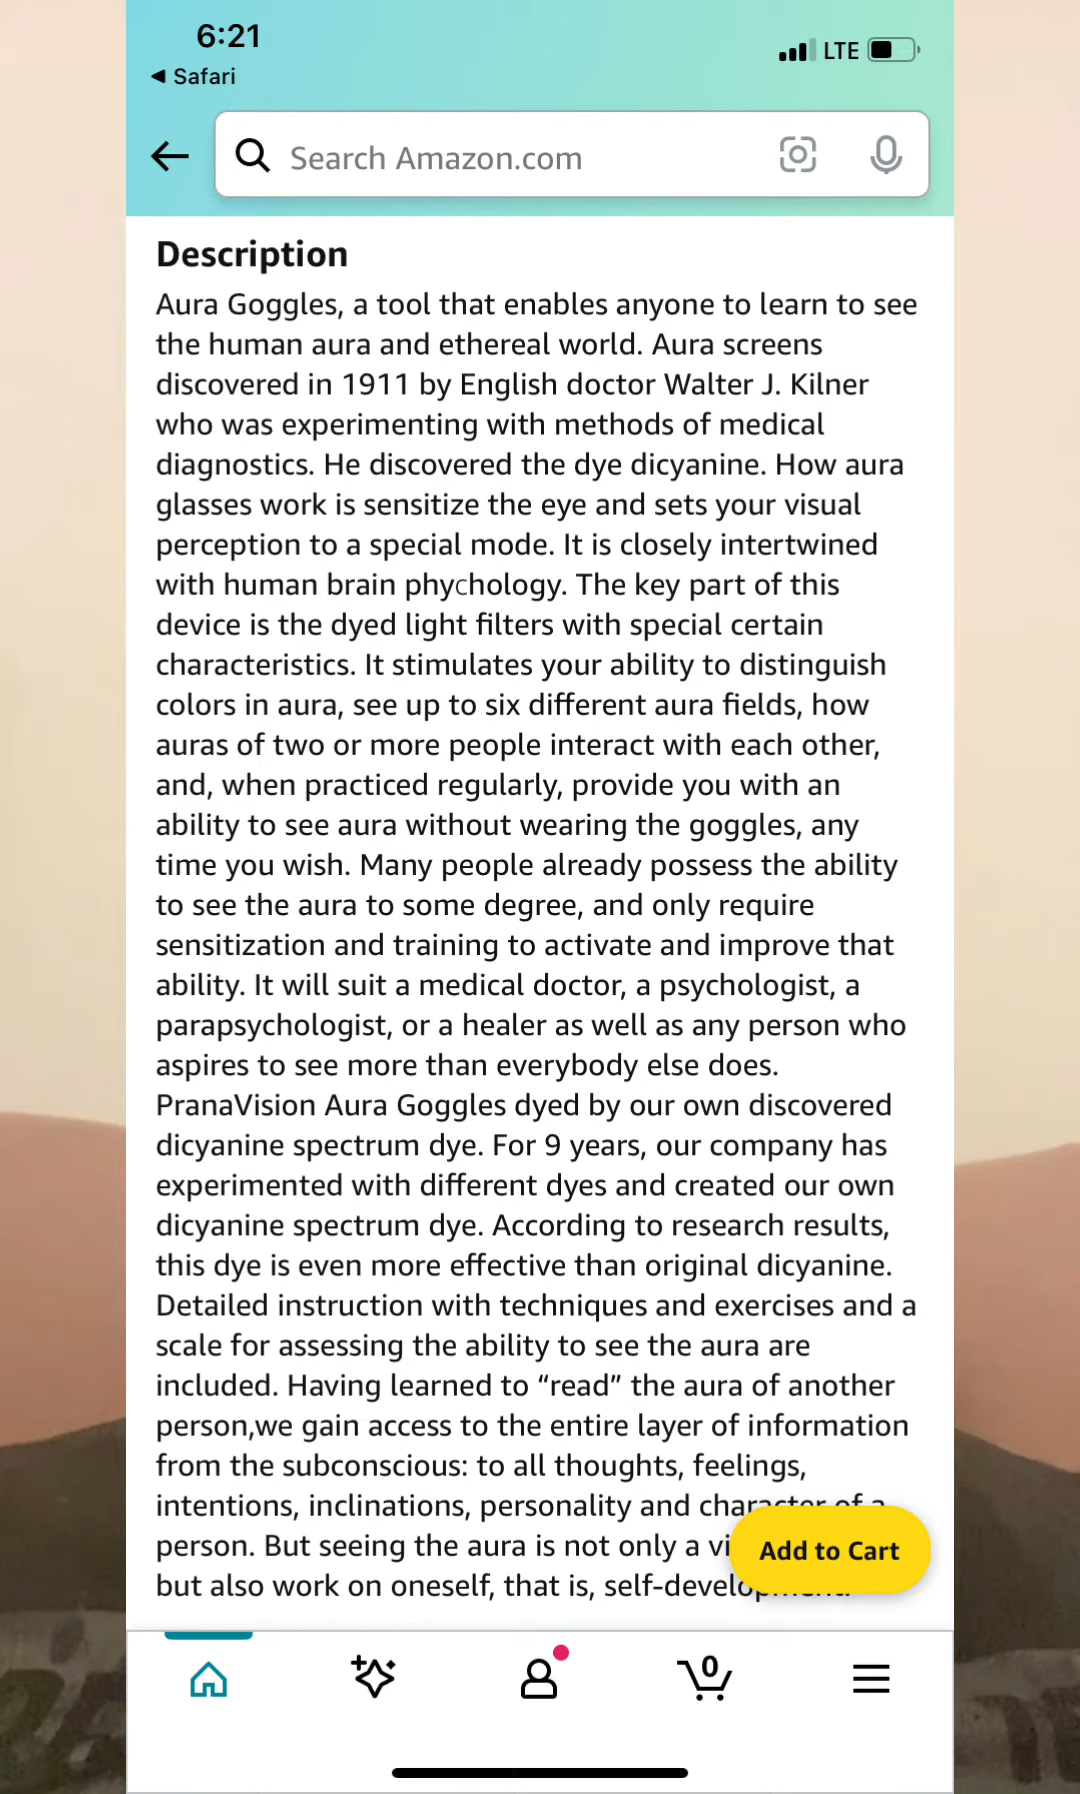 6:21
LTE
Safari
Search Amazon.com
Description
Aura Goggles, a tool that enables anyone to learn to see
the human aura and ethereal world. Aura screens
discovered in 1911 by English doctor Walter J. Kilner
who was experimenting with methods of medical
diagnostics. He discovered the dye dicyanine. How aura
glasses work is sensitize the eye and sets your visual
perception to a special mode. It is closely intertwined
with human brain phychology. The key part of this
device is the dyed light filters with special certain
characteristics. It stimulates your ability to distinguish
colors in aura, see up to six different aura fields, how
auras of two or more people interact with each other,
and, when practiced regularly, provide you with an
ability to see aura without wearing the goggles, any
time you wish. Many people already possess the ability
to see the aura to some degree, and only require
sensitization and training to activate and improve that
ability. It will suit a medical doctor, a psychologist, a
parapsychologist, or a healer as well as any person who
aspires to see more than everybody else does.
PranaVision Aura Goggles dyed by our own discovered
dicyanine spectrum dye. For 9 years, our company has
experimented with different dyes and created our own
dicyanine spectrum dye. According to research results,
this dye is even more effective than original dicyanine.
Detailed instruction with techniques and exercises and a
scale for assessing the ability to see the aura are
included. Having learned to “read” the aura of another
person,we gain access to the entire layer of information
from the subconscious: to all thoughts, feelings,
intentions, inclinations, personality and character of a
person. But seeing the aura is not only a
but also work on oneself, that is, self-development.
Add to Cart
0